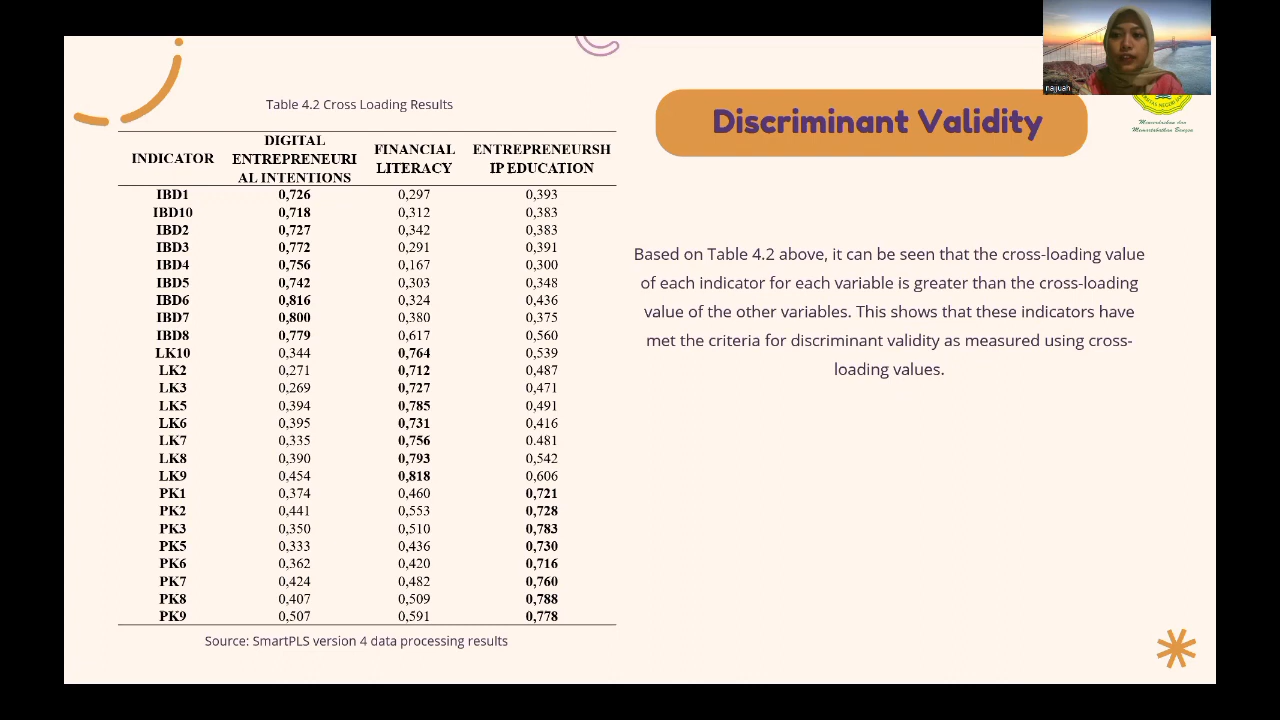 Table 4.2 Cross Loading Results
INDICATOR DIGITAL ENTREPRENEURI AL INTENTIONS FINANCIAL LITERACY ENTREPRENEURSH IP EDUCATION
IBD1 0,726 0,297 0,393
IBD10 0,718 0,312 0,383
IBD2 0,727 0,342 0,383
IBD3 0,772 0,291 0,391
IBD4 0,756 0,167 0,300
IBD5 0,742 0,303 0,348
IBD6 0,816 0,324 0,436
IBD7 0,800 0,380 0,375
IBD8 0,779 0,617 0,560
LK10 0,344 0,764 0,539
LK2 0,271 0,712 0,487
LK3 0,269 0,727 0,471
LK5 0,394 0,785 0,491
LK6 0,395 0,731 0,416
LK7 0,335 0,756 0.481
LK8 0,390 0,793 0,542
LK9 0,454 0,818 0,606
PK1 0,374 0,460 0,721
PK2 0,441 0,553 0,728
PK3 0,350 0,510 0,783
PK5 0,333 0,436 0,730
PK6 0,362 0,420 0,716
PK7 0,424 0,482 0,760
PK8 0,407 0,509 0,788
PK9 0,507 0,591 0,778
Source: SmartPLS version 4 data processing results
Discriminant Validity
Based on Table 4.2 above, it can be seen that the cross-loading value
of each indicator for each variable is greater than the cross-loading
value of the other variables. This shows that these indicators have
met the criteria for discriminant validity as measured using cross-
loading values.
najjuah
Memerdaskan dan
Memartabatkan Bangsa